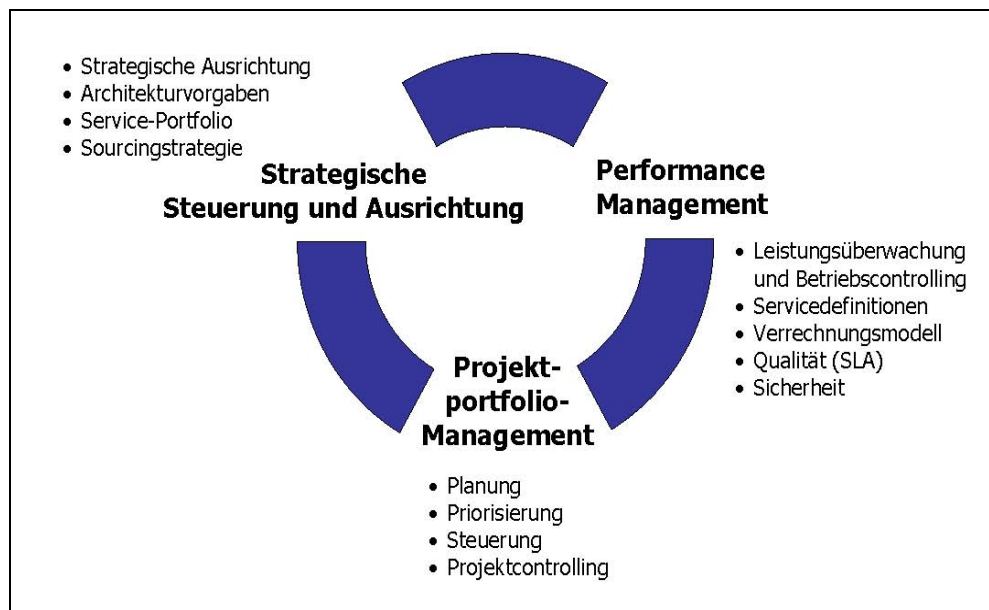 • Strategische Ausrichtung
• Architekturvorgaben
• Service-Portfolio
• Sourcingstrategie
Strategische
Steuerung und Ausrichtung
Performance
Management
• Leistungsüberwachung
und Betriebscontrolling
• Servicedefinitionen
• Verrechnungsmodell
• Qualität (SLA)
• Sicherheit
Projekt-
portfolio-
Management
• Planung
• Priorisierung
• Steuerung
• Projektcontrolling